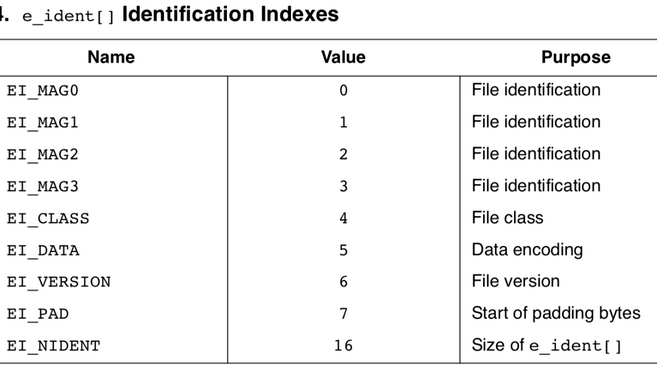 4. e_ident[] Identification Indexes
Name Value Purpose
EI_MAG0 0 File identification
EI_MAG1 1 File identification
EI_MAG2 2 File identification
EI_MAG3 3 File identification
EI_CLASS 4 File class
EI_DATA 5 Data encoding
EI_VERSION 6 File version
EI_PAD 7 Start of padding bytes
EI_NIDENT 16 Size of e_ident[]